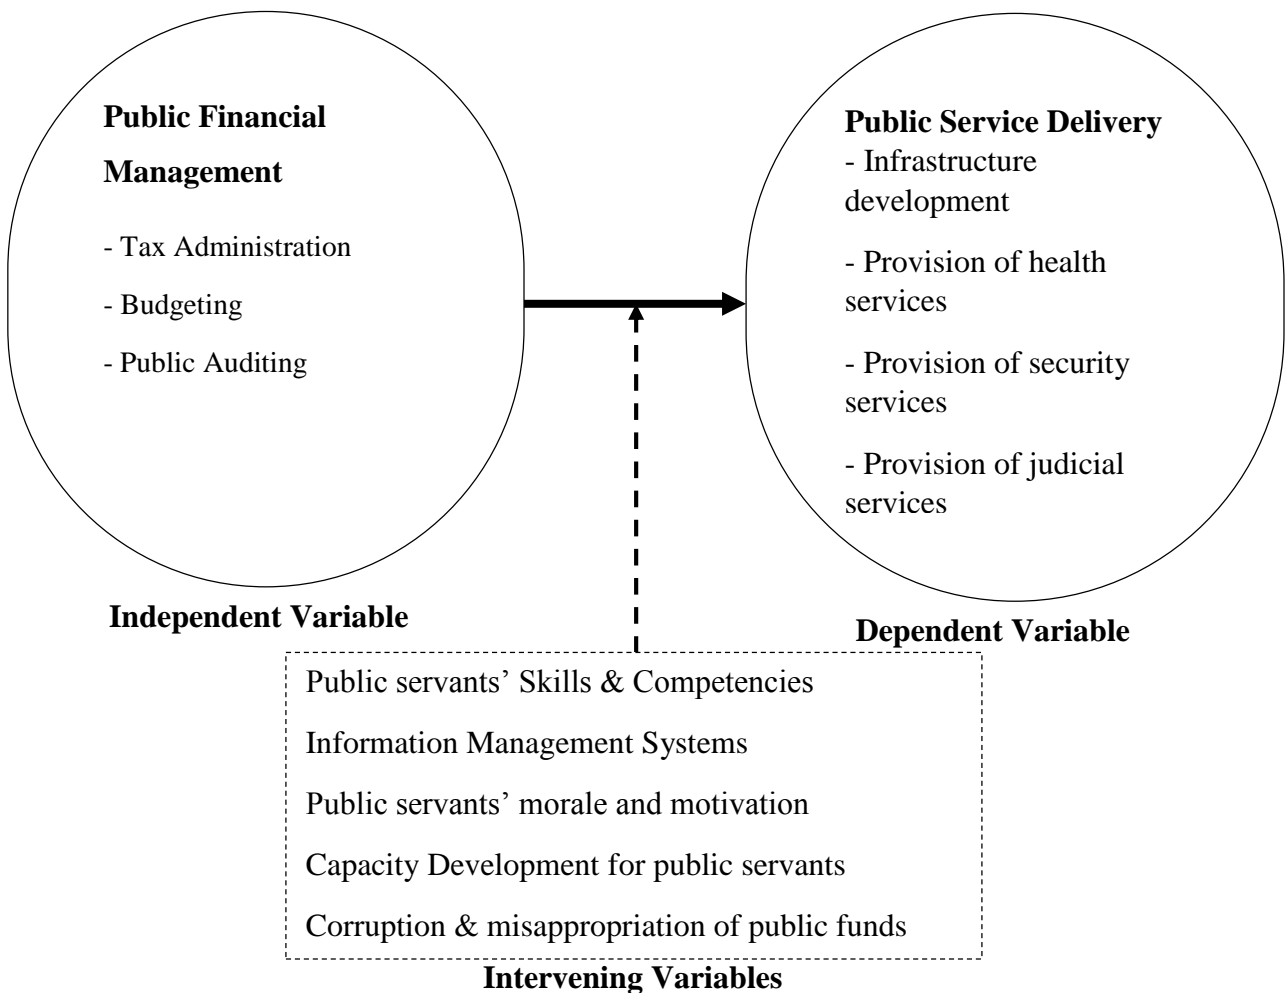 Public Financial
Management
- Tax Administration
- Budgeting
- Public Auditing
Independent Variable
Public Service Delivery
- Infrastructure
development
- Provision of health
services
- Provision of security
services
- Provision of judicial
services
Dependent Variable
Public servants’ Skills & Competencies
Information Management Systems
Public servants’ morale and motivation
Capacity Development for public servants
Corruption & misappropriation of public funds
Intervening Variables